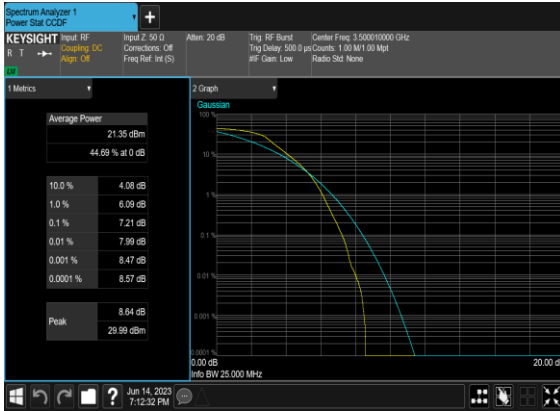 Spectrum Analyzer 1
Power Stat CCDF
+
KEYSIGHT
R T
LV
Input: RF
Coupling: DC
Align: Off
Input Z: 50 Ω
Corrections: Off
Freq Ref: Int (S)
Atten: 20 dB
Trig: RF Burst
Trig Delay: 500.0 µs
#IF Gain: Low
Center Freq: 3.500010000 GHz
Counts: 1.00 M/1.00 Mpt
Radio Std: None
1 Metrics
Average Power
21.35 dBm
44.69 % at 0 dB
10.0 % 4.08 dB
1.0 % 6.09 dB
0.1 % 7.21 dB
0.01 % 7.99 dB
0.001 % 8.47 dB
0.0001 % 8.57 dB
Peak 8.64 dB
29.99 dBm
2 Graph
Gaussian
100 %
10 %
1 %
0.1 %
0.01 %
0.001 %
0.0001 %
0.00 dB
20.00 d
Info BW 25.000 MHz
?
Jun 14, 2023
7:12:32 PM